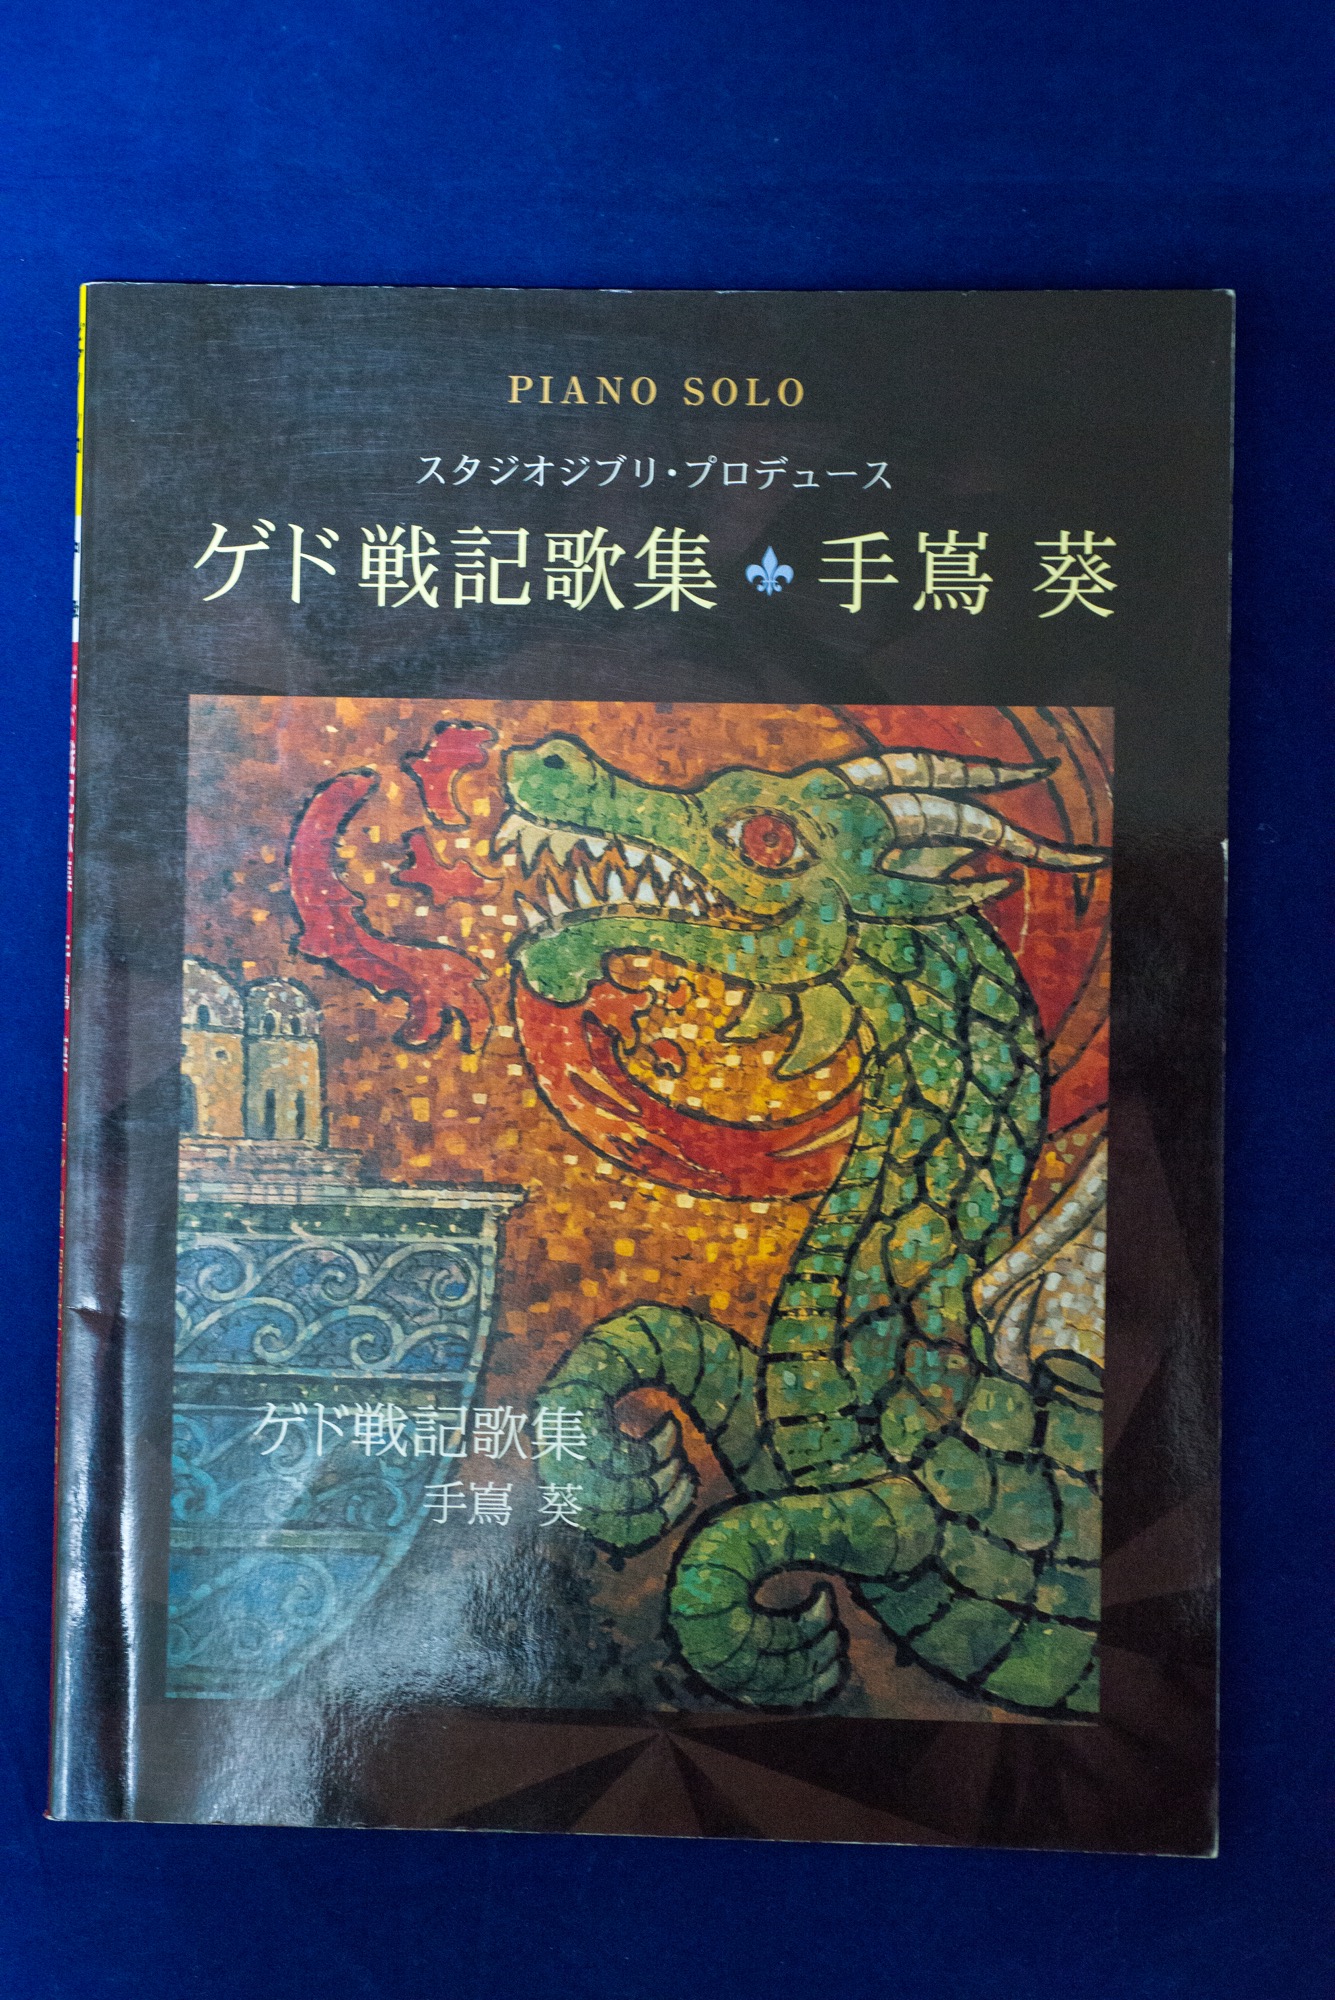 PIANO SOLO
スタジオジブリ・プロデュース
ゲド戦記歌集 ⚜ 手嶌 葵
ゲド戦記歌集
手嶌 葵